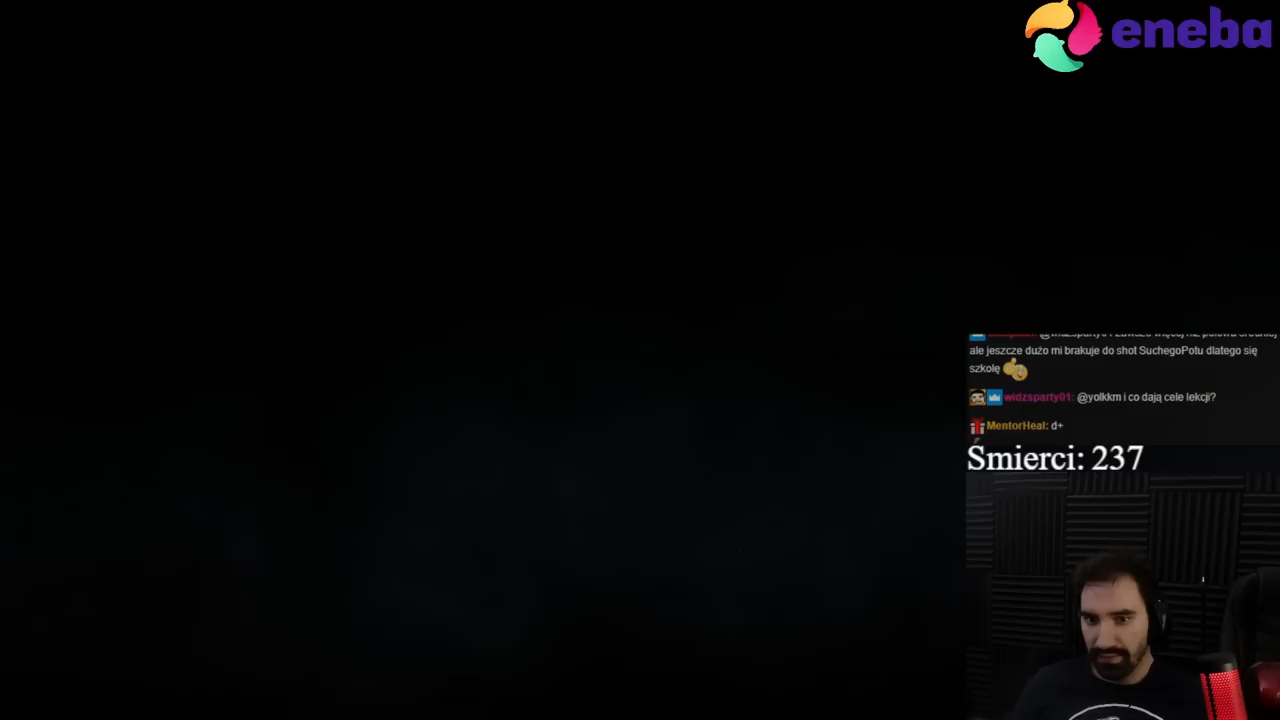 eneba
ale jeszcze dużo mi brakuje do shot SuchegoPotu dlatego się
szkolę
widzsparty01: @yolkkm i co dają cele lekcji?
MentorHeal: d+
Śmierci: 237